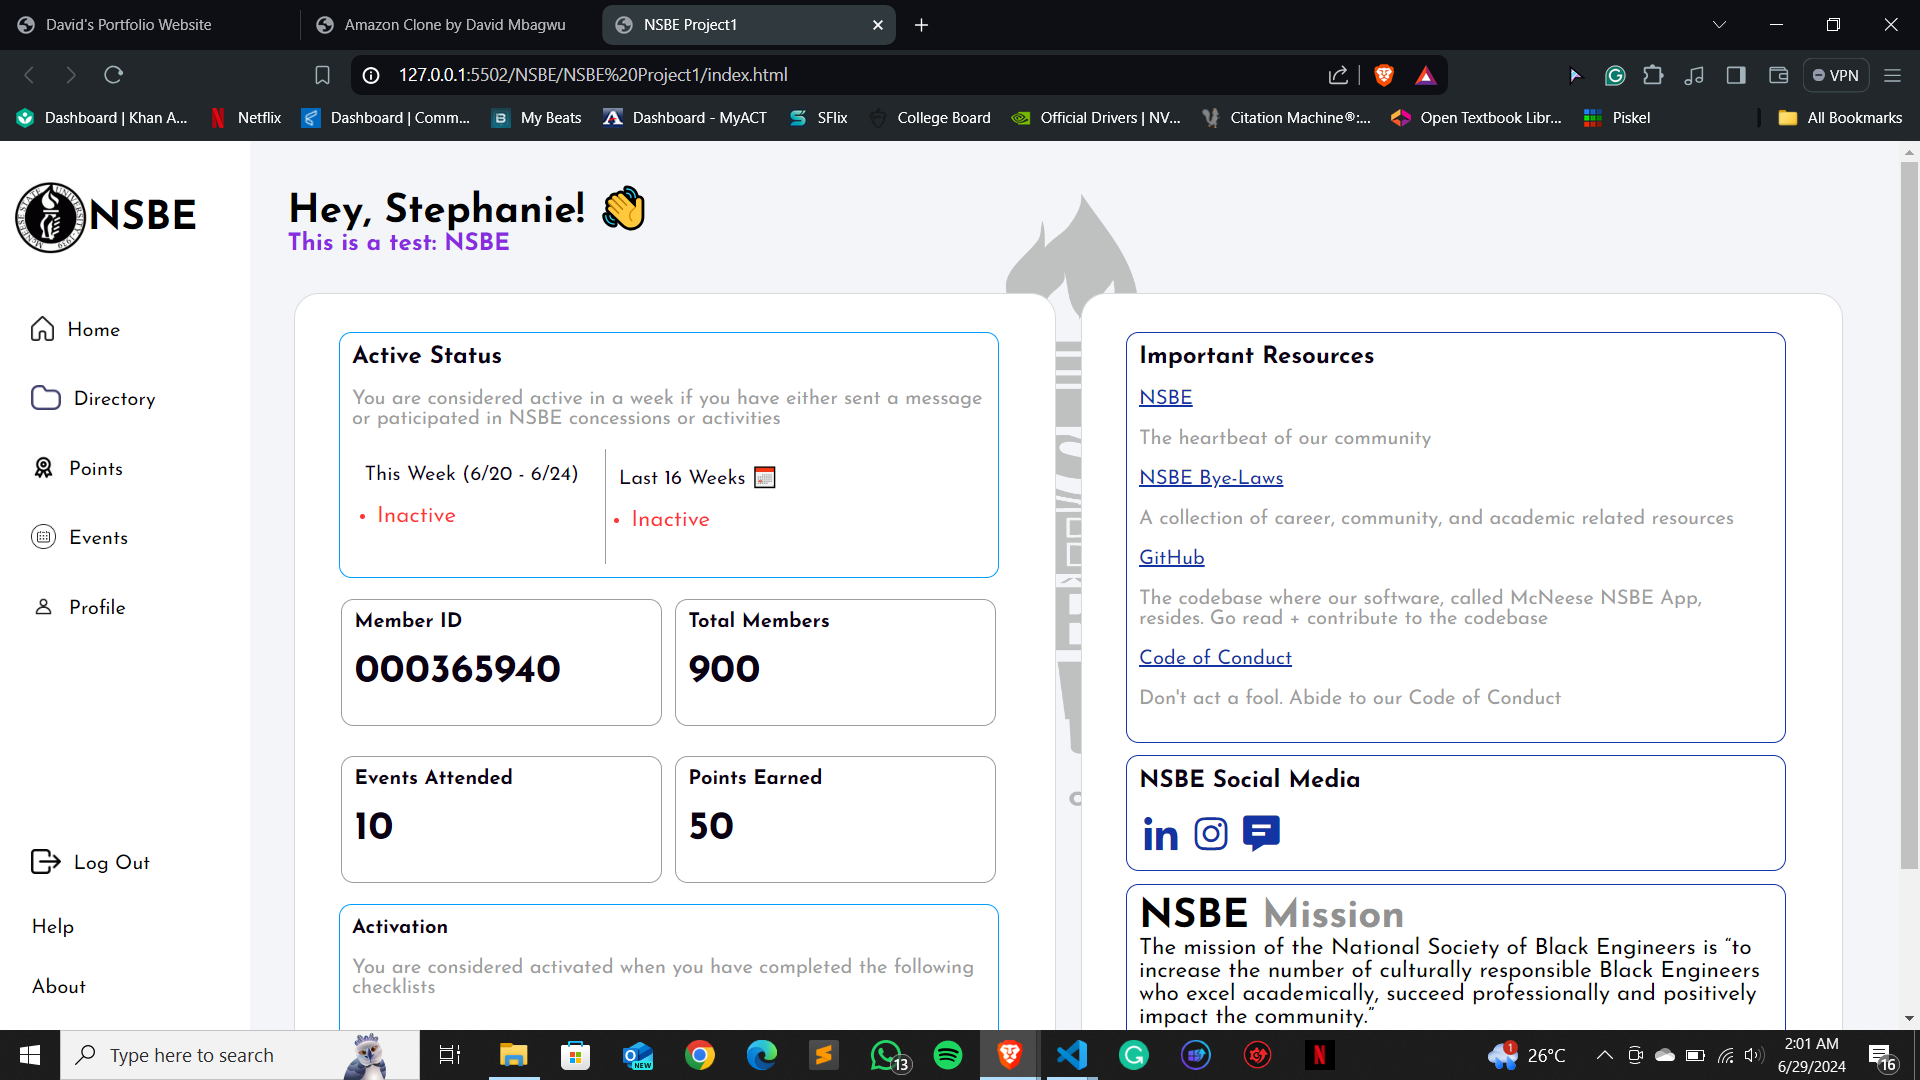 David's Portfolio Website
Amazon Clone by David Mbagwu
NSBE Project1
127.0.0.1:5502/NSBE/NSBE%20Project1/index.html
VPN
Dashboard | Khan A...
Netflix
Dashboard | Comm...
My Beats
Dashboard - MyACT
SFlix
College Board
Official Drivers | NV...
Citation Machine®:...
Open Textbook Libr...
Piskel
All Bookmarks
NSBE
Home
Directory
Points
Events
Profile
Log Out
Help
About
Hey, Stephanie! 👋
This is a test: NSBE
Active Status
You are considered active in a week if you have either sent a message
or paticipated in NSBE concessions or activities
This Week (6/20 - 6/24)
• Inactive
Last 16 Weeks
• Inactive
Member ID
000365940
Total Members
900
Events Attended
10
Points Earned
50
Activation
You are considered activated when you have completed the following
checklists
Important Resources
NSBE
The heartbeat of our community
NSBE Bye-Laws
A collection of career, community, and academic related resources
GitHub
The codebase where our software, called McNeese NSBE App,
resides. Go read + contribute to the codebase
Code of Conduct
Don't act a fool. Abide to our Code of Conduct
NSBE Social Media
in
NSBE Mission
The mission of the National Society of Black Engineers is “to
increase the number of culturally responsible Black Engineers
who excel academically, succeed professionally and positively
impact the community.”
Type here to search
NEW
13
1
26°C
2:01 AM
6/29/2024
16